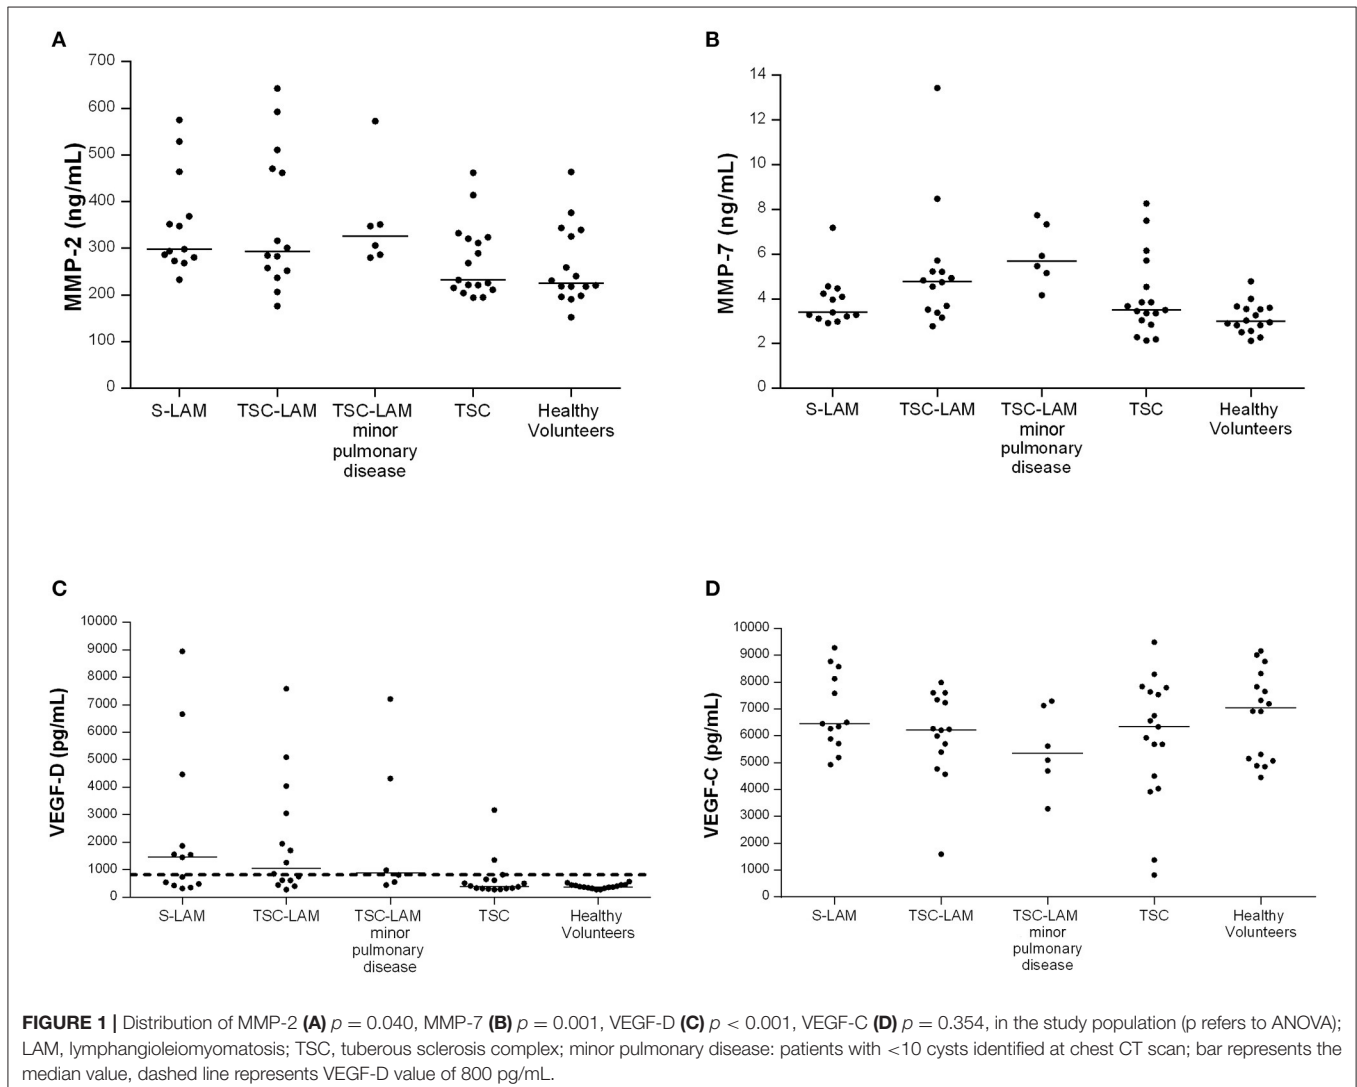 A
700
600
500
400
300
200
100
0
MMP-2 (ng/mL)
S-LAM
TSC-LAM
TSC-LAM
minor
pulmonary
disease
TSC
Healthy
Volunteers
B
14
12
10
8
6
4
2
0
MMP-7 (ng/mL)
S-LAM
TSC-LAM
TSC-LAM
minor
pulmonary
disease
TSC
Healthy
Volunteers
C
10000
9000
8000
7000
6000
5000
4000
3000
2000
1000
0
VEGF-D (pg/mL)
S-LAM
TSC-LAM
TSC-LAM
minor
pulmonary
disease
TSC
Healthy
Volunteers
D
10000
9000
8000
7000
6000
5000
4000
3000
2000
1000
0
VEGF-C (pg/mL)
S-LAM
TSC-LAM
TSC-LAM
minor
pulmonary
disease
TSC
Healthy
Volunteers
FIGURE 1 | Distribution of MMP-2 (A) p = 0.040, MMP-7 (B) p = 0.001, VEGF-D (C) p < 0.001, VEGF-C (D) p = 0.354, in the study population (p refers to ANOVA);
LAM, lymphangioleiomyomatosis; TSC, tuberous sclerosis complex; minor pulmonary disease: patients with <10 cysts identified at chest CT scan; bar represents the
median value, dashed line represents VEGF-D value of 800 pg/mL.